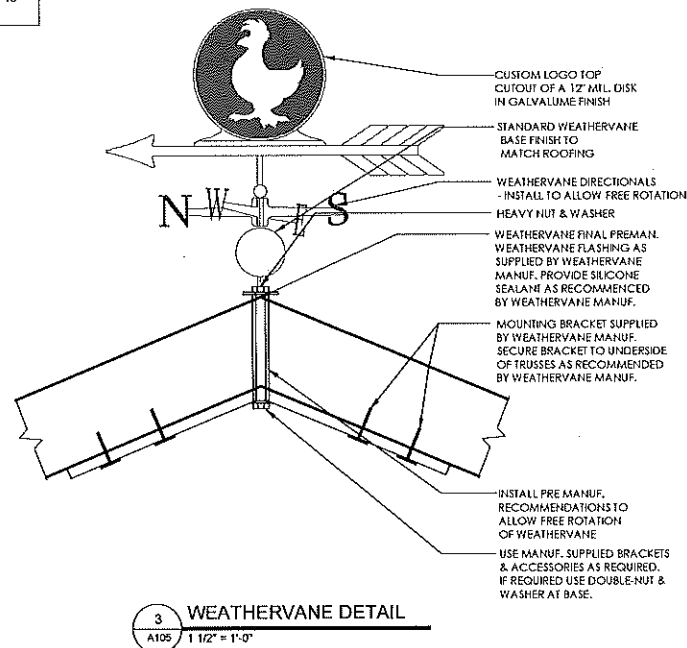 CUSTOM LOGO TOP
CUTOUT OF A 12" MTL. DISK
IN GALVALUME FINISH
STANDARD WEATHERVANE
BASE FINISH TO
MATCH ROOFING
WEATHERVANE DIRECTIONALS
- INSTALL TO ALLOW FREE ROTATION
HEAVY NUT & WASHER
WEATHERVANE FINAL PREMAN.
WEATHERVANE FLASHING AS
SUPPLIED BY WEATHERVANE
MANUF. PROVIDE SILICONE
SEALANT AS RECOMMENCED
BY WEATHERVANE MANUF.
MOUNTING BRACKET SUPPLIED
BY WEATHERVANE MANUF.
SECURE BRACKET TO UNDERSIDE
OF TRUSSES AS RECOMMENDED
BY WEATHERVANE MANUF.
INSTALL PRE MANUF.
RECOMMENDATIONS TO
ALLOW FREE ROTATION
OF WEATHERVANE
USE MANUF. SUPPLIED BRACKETS
& ACCESSORIES AS REQUIRED.
IF REQUIRED USE DOUBLE-NUT &
WASHER AT BASE.
N W E S
3 WEATHERVANE DETAIL
A105 1 1/2" = 1'-0"